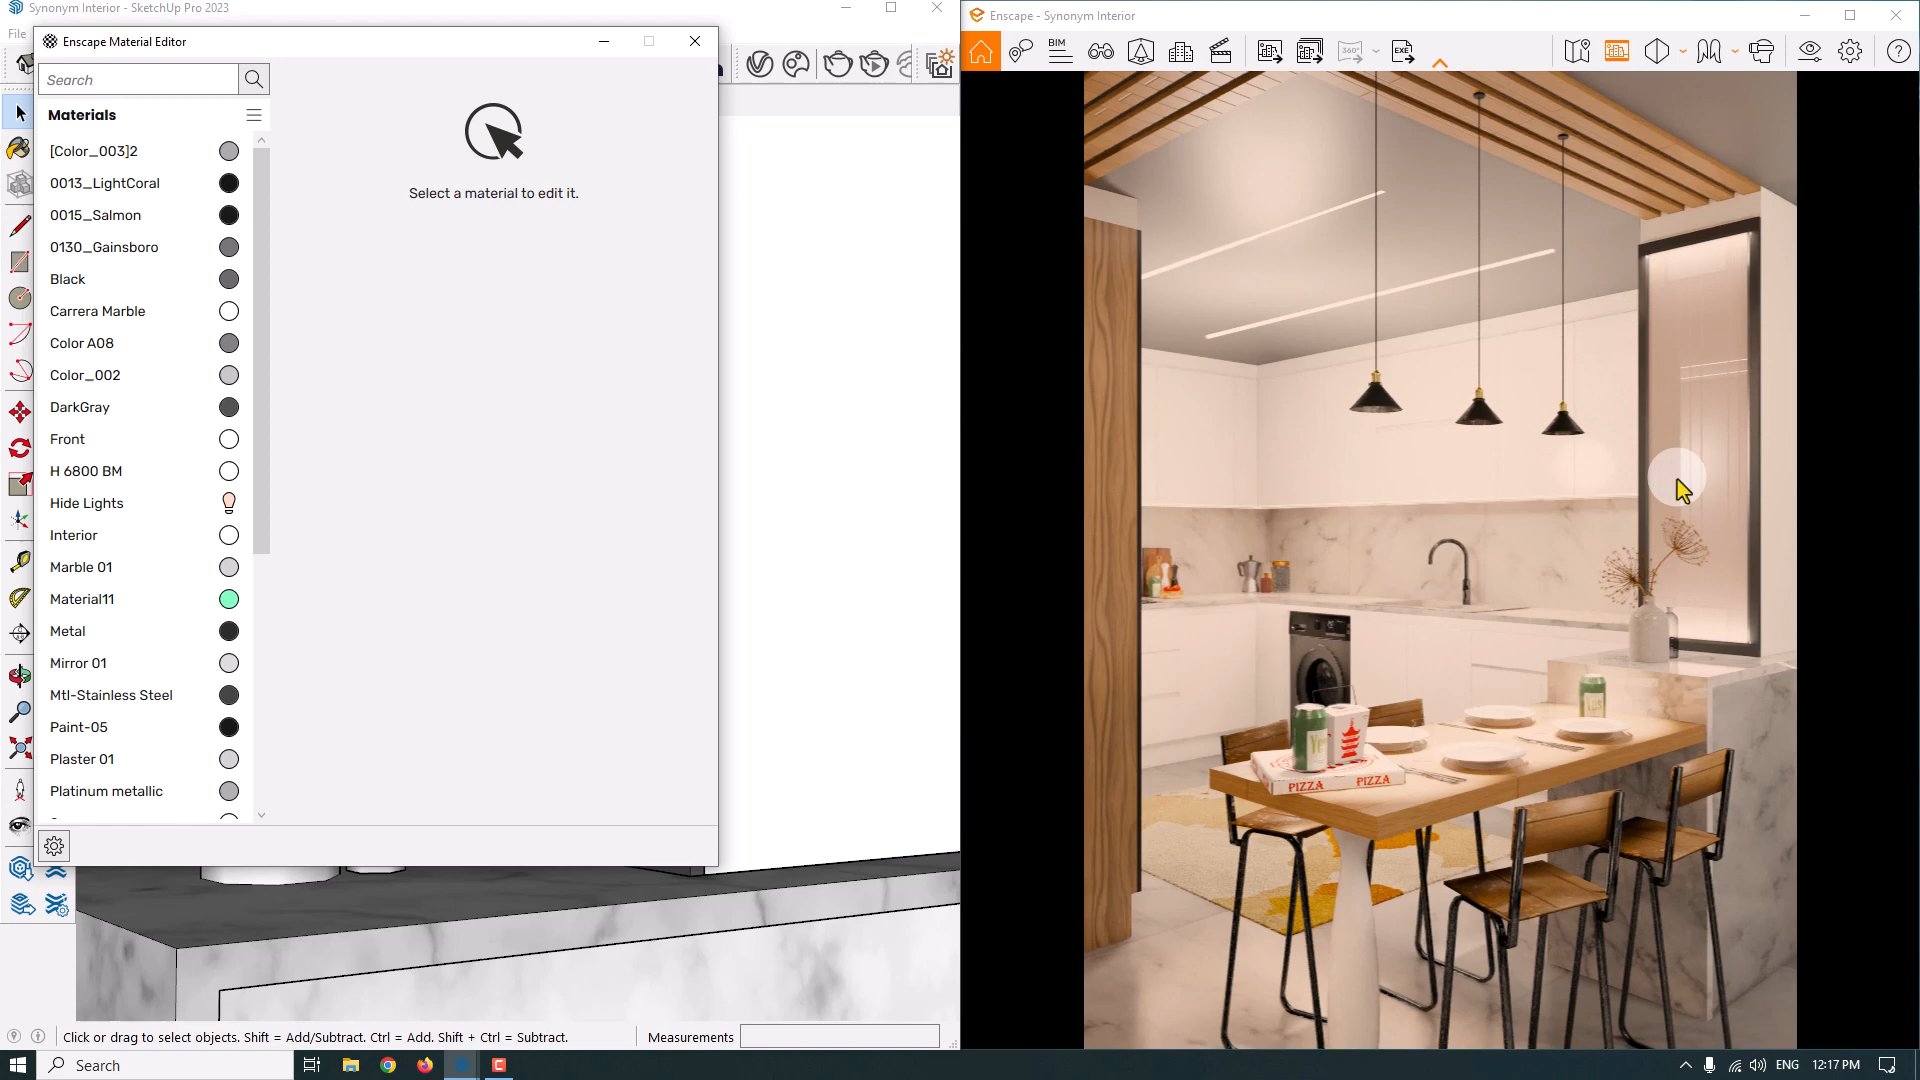 Synonym Interior - SketchUp Pro 2023
File
Enscape Material Editor
Search
Materials
[Color_003]2
0013_LightCoral
0015_Salmon
0130_Gainsboro
Black
Carrera Marble
Color A08
Color_002
DarkGray
Front
H 6800 BM
Hide Lights
Interior
Marble 01
Material11
Metal
Mirror 01
Mtl-Stainless Steel
Paint-05
Plaster 01
Platinum metallic
Select a material to edit it.
Click or drag to select objects. Shift = Add/Subtract. Ctrl = Add. Shift + Ctrl = Subtract.
Measurements
Enscape - Synonym Interior
BIM
360°
EXE
PIZZA
PIZZA
Search
ENG
12:17 PM